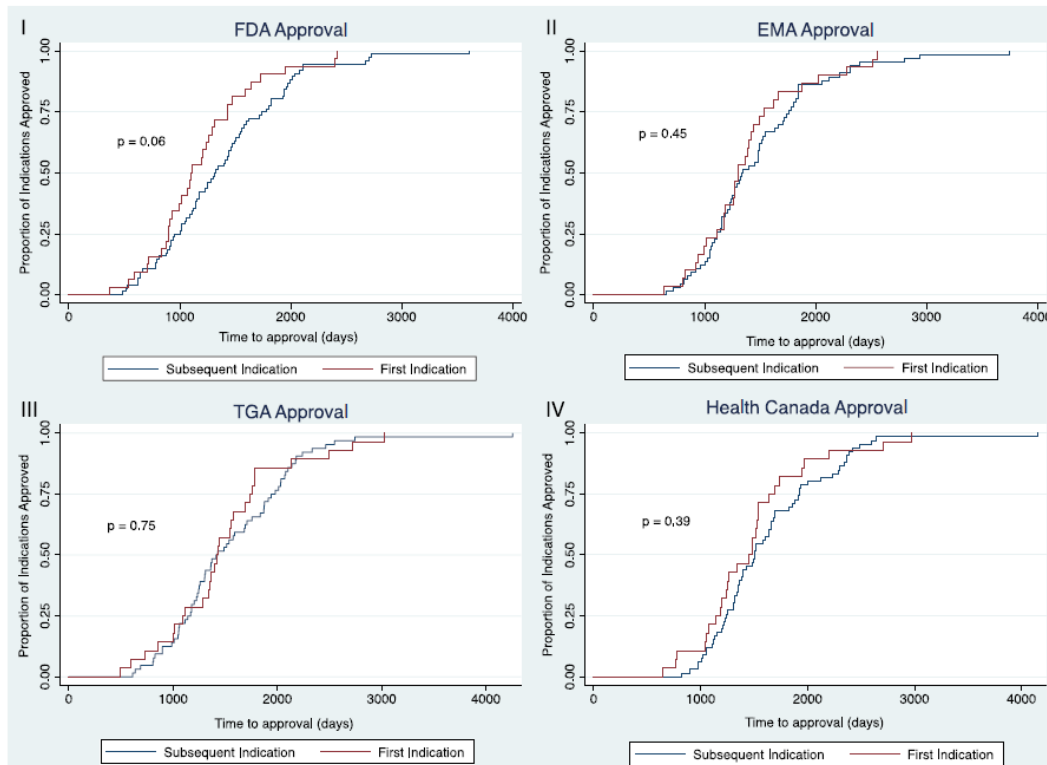 I
FDA Approval
Proportion of Indications Approved
1.00
0.75
0.50
0.25
0.00
p = 0,06
0
1000
2000
3000
4000
Time to approval (days)
Subsequent Indication
First Indication
II
EMA Approval
Proportion of Indications Approved
1.00
0.75
0.50
0.25
0.00
p = 0.45
0
1000
2000
3000
4000
Time to approval (days)
Subsequent Indication
First Indication
III
TGA Approval
Proportion of Indications Approved
1.00
0.75
0.50
0.25
0.00
p = 0.75
0
1000
2000
3000
4000
Time to approval (days)
Subsequent Indication
First Indication
IV
Health Canada Approval
Proportion of Indications Approved
1.00
0.75
0.50
0.25
0.00
p = 0,39
0
1000
2000
3000
4000
Time to approval (days)
Subsequent Indication
First Indication